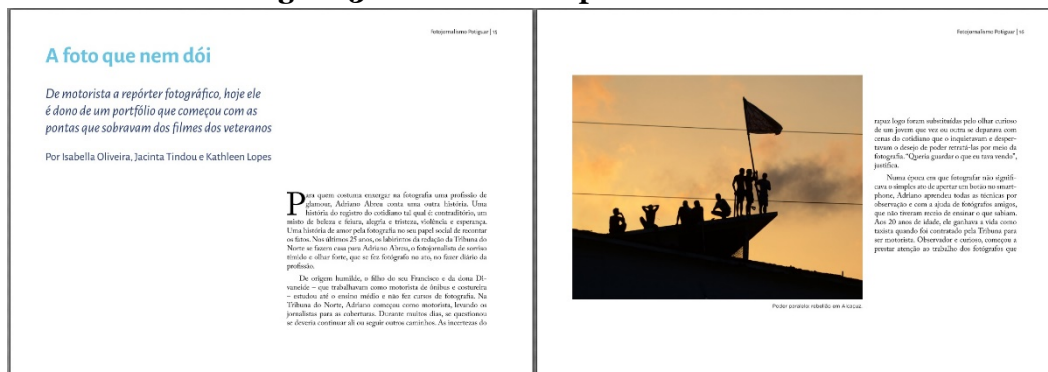 Fotojornalismo Potiguar | 15
A foto que nem dói
De motorista a repórter fotográfico, hoje ele
é dono de um portfólio que começou com as
pontas que sobravam dos filmes dos veteranos
Por Isabella Oliveira, Jacinta Tindou e Kathleen Lopes
Para quem costuma enxergar na fotografia uma profissão de
glamour, Adriano Abreu conta uma outra história. Uma
história do registro do cotidiano tal qual é: contraditório, um
misto de beleza e feiura, alegria e tristeza, violência e esperança.
Uma história de amor pela fotografia no seu papel social de recontar
os fatos. Nos últimos 25 anos, os labirintos da redação da Tribuna do
Norte se fazem casa para Adriano Abreu, o fotojornalista de sorriso
tímido e olhar forte, que se fez fotógrafo no ato, no fazer diário da
profissão.
De origem humilde, o filho do seu Francisco e da dona Di-
vaneide – que trabalhavam como motorista de ônibus e costureira
– estudou até o ensino médio e não fez cursos de fotografia. Na
Tribuna do Norte, Adriano começou como motorista, levando os
jornalistas para as coberturas. Durante muitos dias, se questionou
se deveria continuar ali ou seguir outros caminhos. As incertezas do
Fotojornalismo Potiguar | 16
Poder paralelo rebelião em Alcaçuz.
rapaz logo foram substituídas pelo olhar curioso
de um jovem que vez ou outra se deparava com
cenas do cotidiano que o inquietavam e desper-
tavam o desejo de poder retratá-las por meio da
fotografia. “Queria guardar o que eu tava vendo”,
justifica.
Numa época em que fotografar não signifi-
cava o simples ato de apertar um botão no smart-
phone, Adriano aprendeu todas as técnicas por
observação e com a ajuda de fotógrafos amigos,
que não tiveram receio de ensinar o que sabiam.
Aos 20 anos de idade, ele ganhava a vida como
taxista quando foi contratado pela Tribuna para
ser motorista. Observador e curioso, começou a
prestar atenção ao trabalho dos fotógrafos que